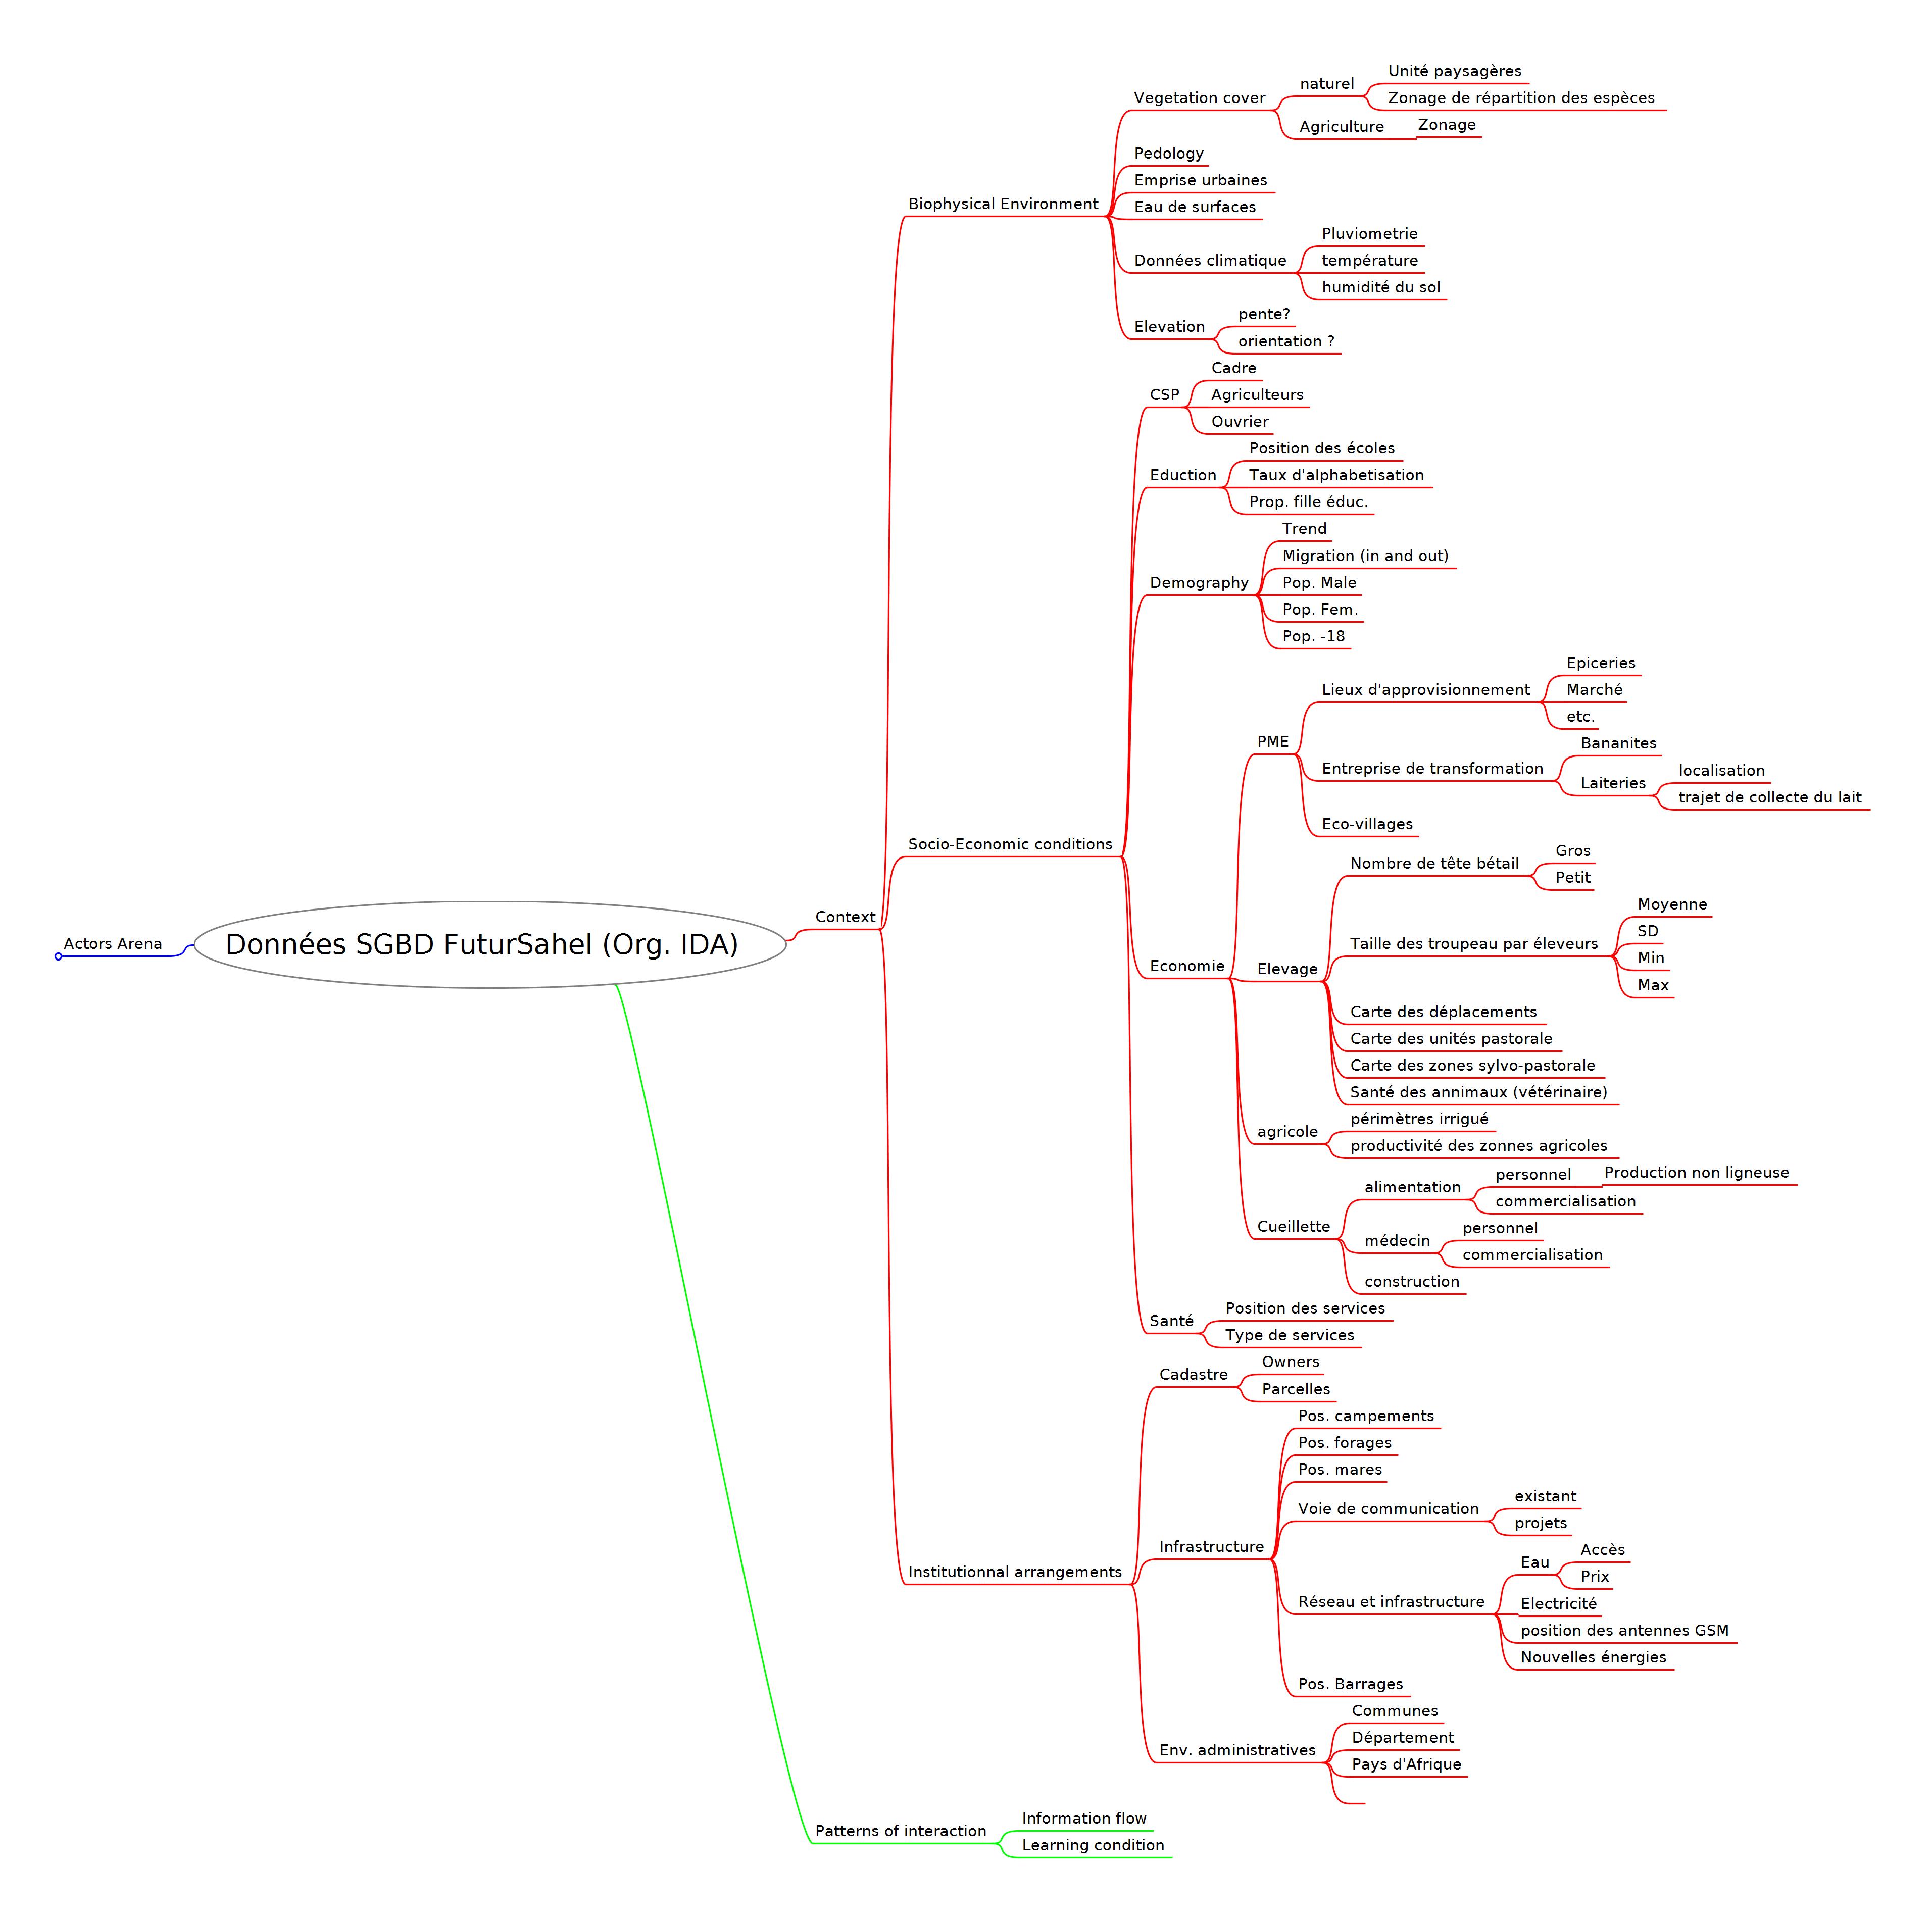 Données SGBD FuturSahel (Org. IDA)
Actors Arena
Context
Biophysical Environment
Vegetation cover
naturel
Unité paysagères
Zonage de répartition des espèces
Agriculture
Zonage
Pedology
Emprise urbaines
Eau de surfaces
Données climatique
Pluviometrie
température
humidité du sol
Elevation
pente?
orientation ?
Socio-Economic conditions
CSP
Cadre
Agriculteurs
Ouvrier
Eduction
Position des écoles
Taux d'alphabetisation
Prop. fille éduc.
Demography
Trend
Migration (in and out)
Pop. Male
Pop. Fem.
Pop. -18
Economie
PME
Lieux d'approvisionnement
Epiceries
Marché
etc.
Entreprise de transformation
Bananites
Laiteries
localisation
trajet de collecte du lait
Eco-villages
Elevage
Nombre de tête bétail
Gros
Petit
Taille des troupeau par éleveurs
Moyenne
SD
Min
Max
Carte des déplacements
Carte des unités pastorale
Carte des zones sylvo-pastorale
Santé des annimaux (vétérinaire)
agricole
périmètres irrigué
productivité des zonnes agricoles
Cueillette
alimentation
personnel
Production non ligneuse
commercialisation
médecin
personnel
commercialisation
construction
Santé
Position des services
Type de services
Institutionnal arrangements
Cadastre
Owners
Parcelles
Infrastructure
Pos. campements
Pos. forages
Pos. mares
Voie de communication
existant
projets
Réseau et infrastructure
Eau
Accès
Prix
Electricité
position des antennes GSM
Nouvelles énergies
Pos. Barrages
Env. administratives
Communes
Département
Pays d'Afrique
Patterns of interaction
Information flow
Learning condition